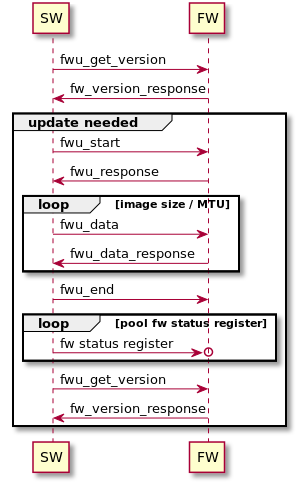 SW FW
fwu_get_version
fw_version_response
update needed
fwu_start
fwu_response
loop [image size / MTU]
fwu_data
fwu_data_response
fwu_end
loop [pool fw status register]
fw status register
fwu_get_version
fw_version_response
SW FW